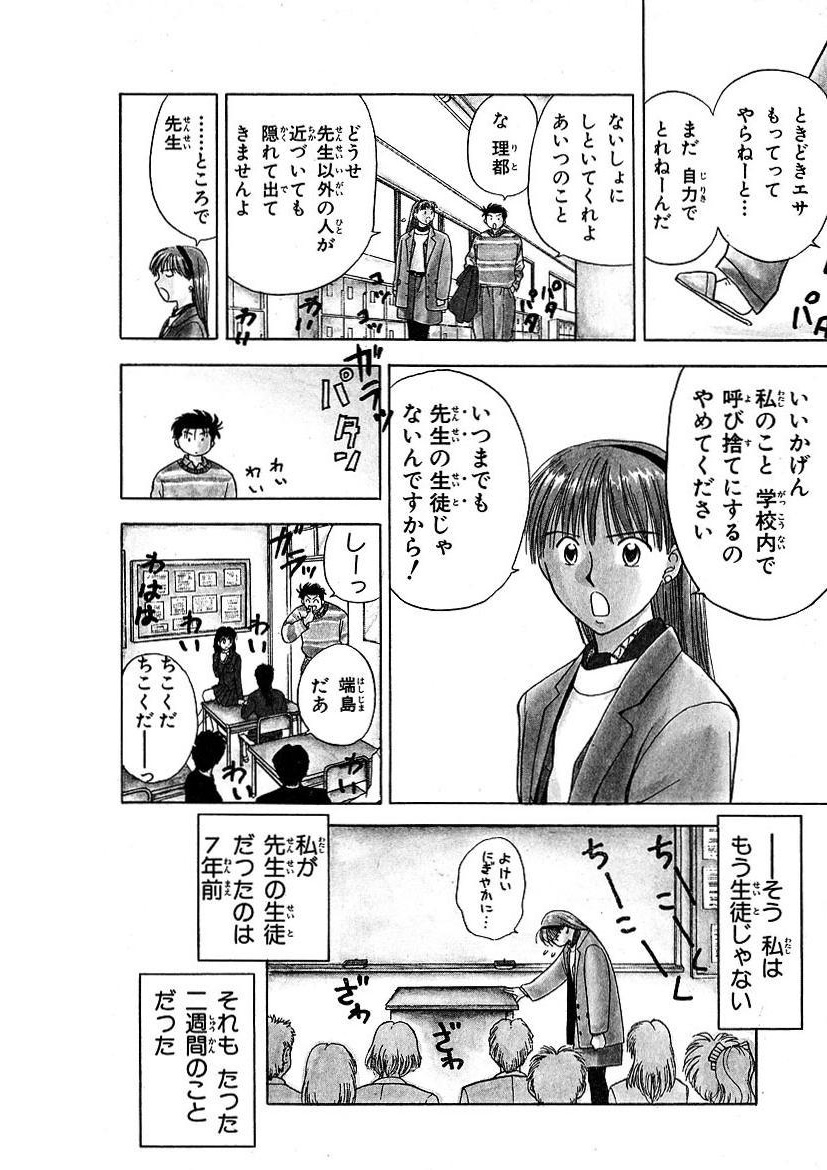 ときどきエサ
もってって
やらねーと…
まだ 自力で
とれねーんだ
パタ
ないしょに
しといてくれよ
あいつのこと
な 理都
パタ
パタ
コツ
コツ
どうせ
先生以外の人が
近づいても
隠れて出て
きませんよ
わい
わい
……ところで
先生
いいかげん
私のこと 学校内で
呼び捨てにするの
やめてください
いつまでも
先生の生徒じゃ
ないんですから!
ガラッ
パタン
わい
わい
ガラッ
しーっ
端島
だあ
わい
わい
わい
わい
わははは
ちこくだ
ちこくだ――っ
――そう 私は
もう生徒じゃない
ちーーく
ちーこーく
よけい
にぎやかに…
ざわ
ざわ
私が
先生の生徒
だったのは
7年前
それも たった
二週間のこと
だった